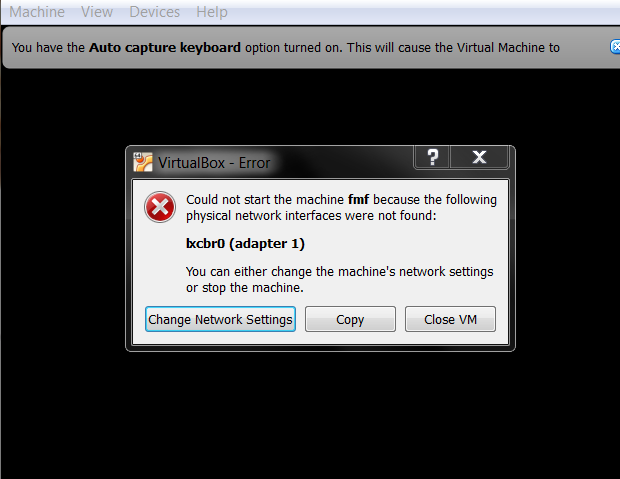 Machine View Devices Help
You have the Auto capture keyboard option turned on. This will cause the Virtual Machine to
VirtualBox - Error
?
X
Could not start the machine fmf because the following
physical network interfaces were not found:
lxcbr0 (adapter 1)
You can either change the machine's network settings
or stop the machine.
Change Network Settings Copy Close VM